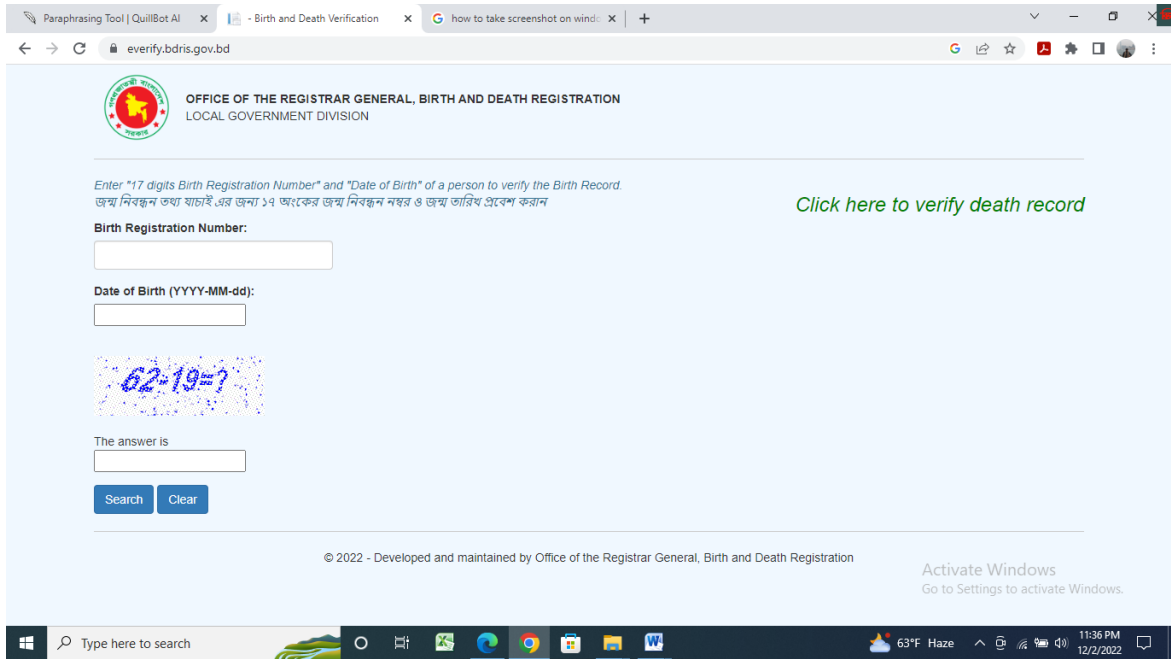 Paraphrasing Tool | QuillBot AI
- Birth and Death Verification
how to take screenshot on windo
everify.bdris.gov.bd
OFFICE OF THE REGISTRAR GENERAL, BIRTH AND DEATH REGISTRATION
LOCAL GOVERNMENT DIVISION
Enter "17 digits Birth Registration Number" and "Date of Birth" of a person to verify the Birth Record.
জন্ম নিবন্ধন তথ্য যাচাই এর জন্য ১৭ অংকের জন্ম নিবন্ধন নম্বর ও জন্ম তারিখ প্রবেশ করান
Click here to verify death record
Birth Registration Number:
Date of Birth (YYYY-MM-dd):
62-19=?
The answer is
Search Clear
© 2022 - Developed and maintained by Office of the Registrar General, Birth and Death Registration
Activate Windows
Go to Settings to activate Windows.
Type here to search
63°F Haze
11:36 PM
12/2/2022